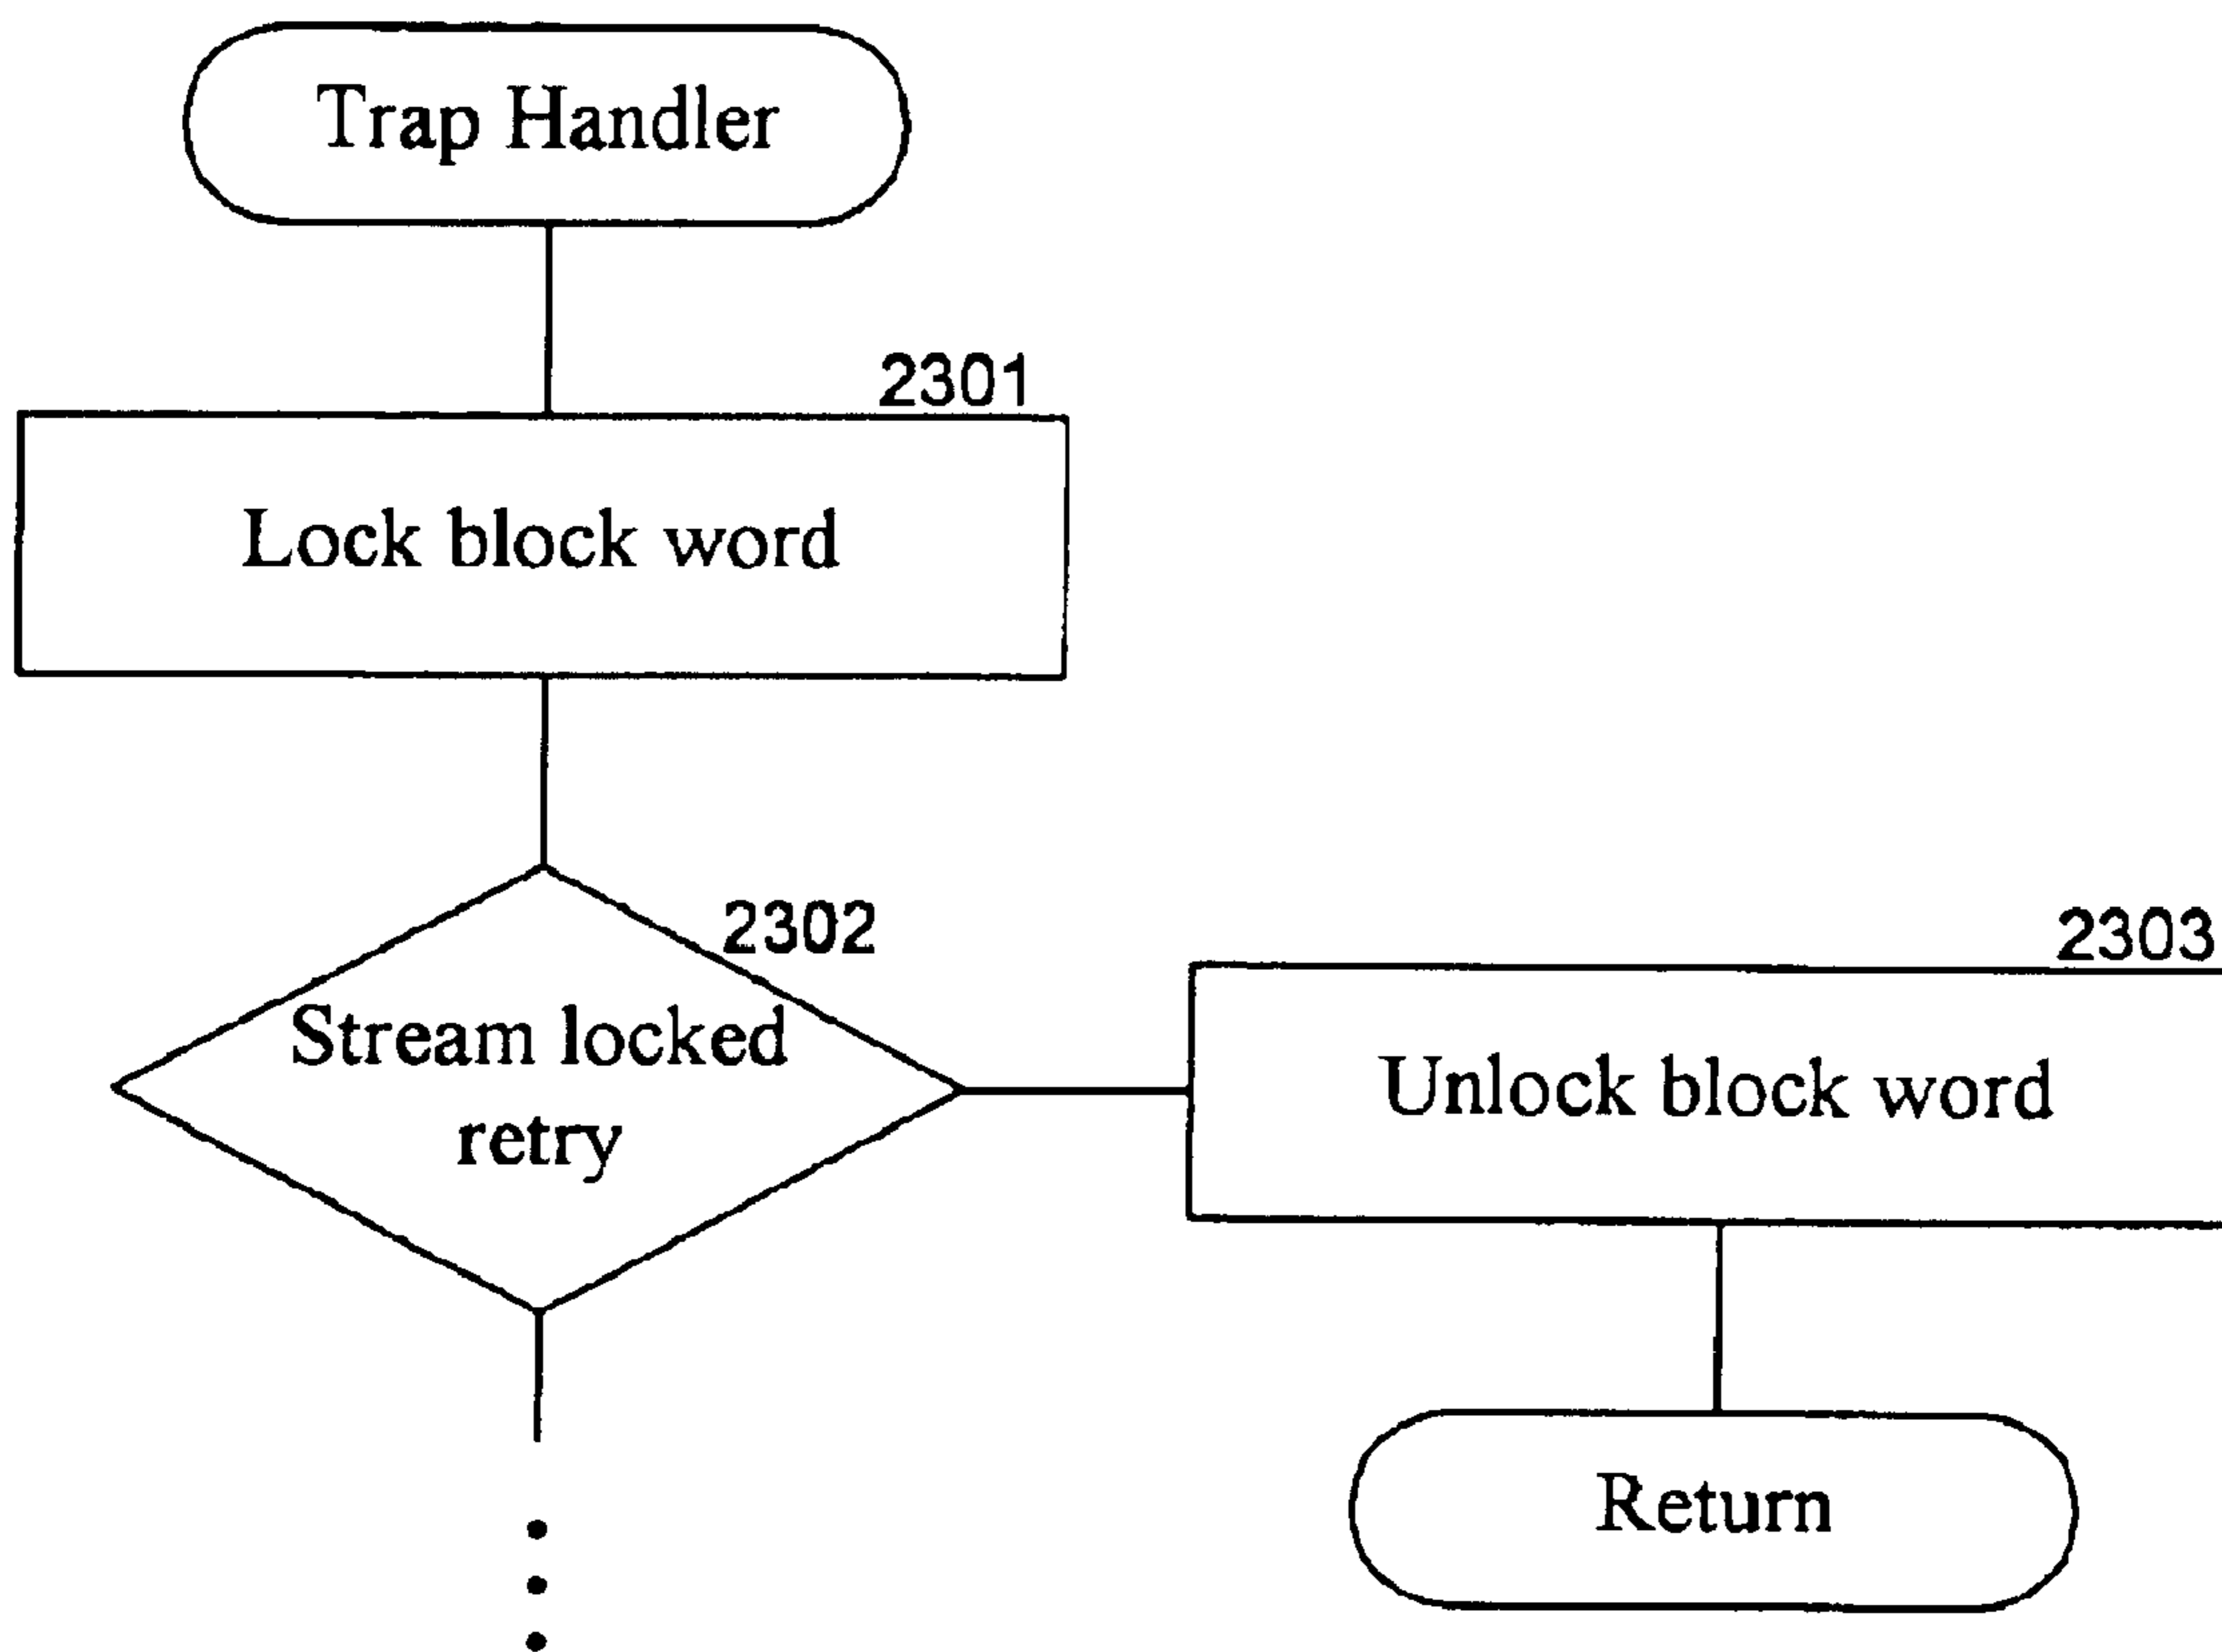 Trap Handler
2301
Lock block word
2302
Stream locked
retry
2303
Unlock block word
Return